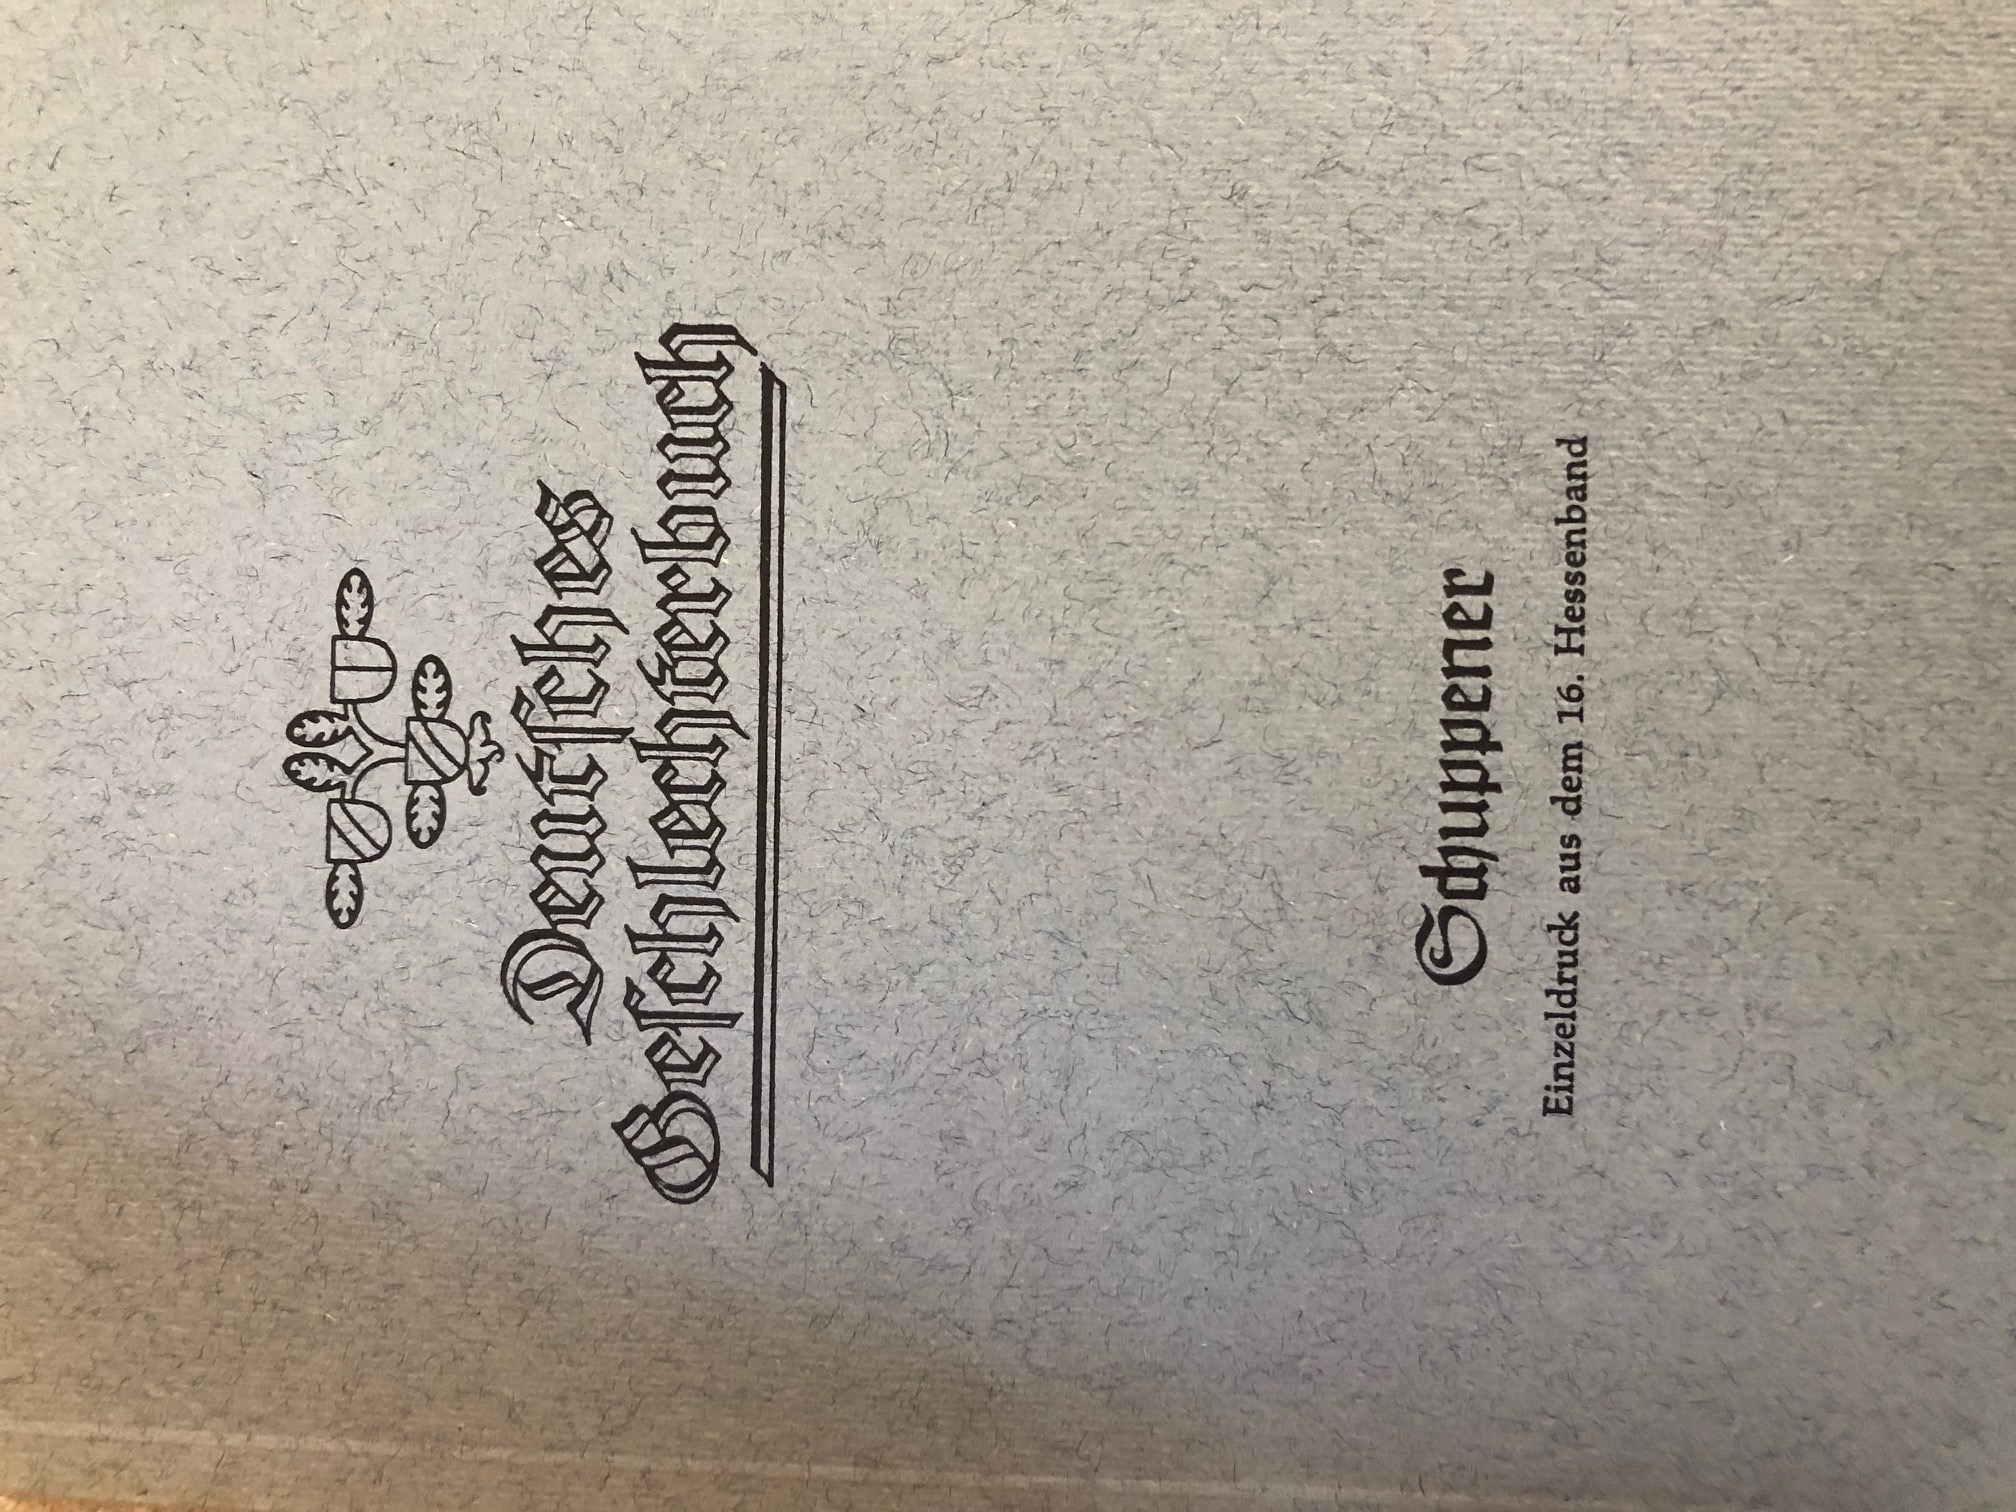 Deutſches
Geſchlechterbuch
Schuppener
Einzeldruck aus dem 16. Hessenband